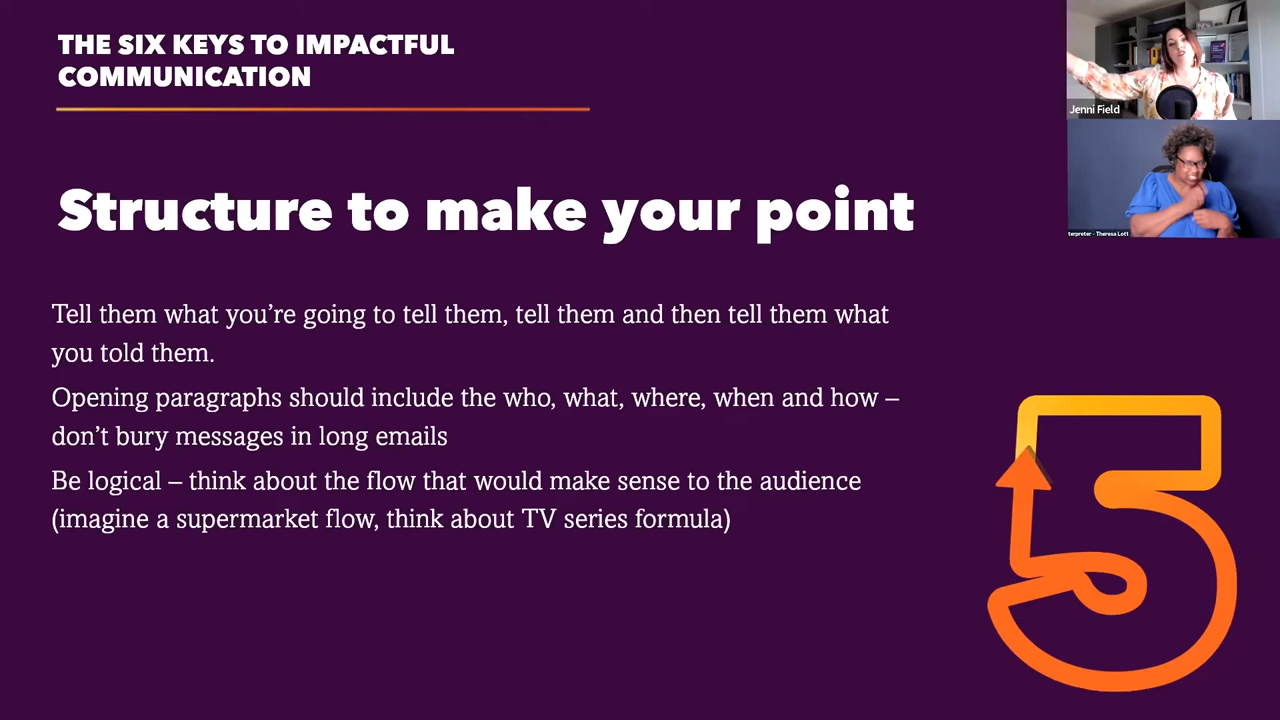 THE SIX KEYS TO IMPACTFUL
COMMUNICATION
Structure to make your point
Tell them what you’re going to tell them, tell them and then tell them what
you told them.
Opening paragraphs should include the who, what, where, when and how –
don’t bury messages in long emails
Be logical – think about the flow that would make sense to the audience
(imagine a supermarket flow, think about TV series formula)
5
Jenni Field
terpreter - Theresa Lott